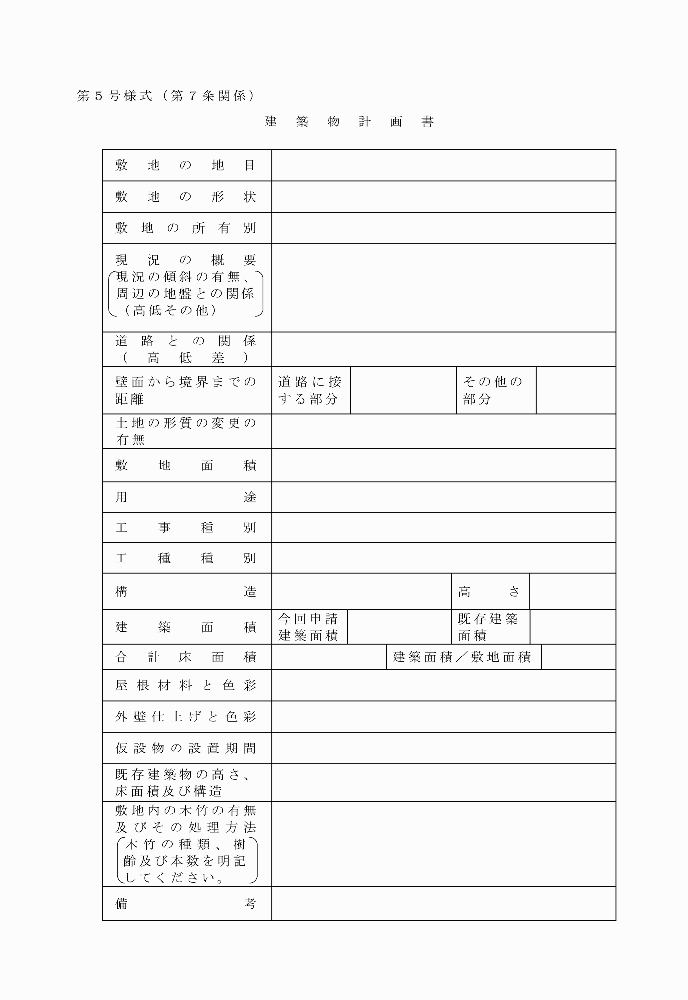 第５号様式（第７条関係）
建築物計画書
敷地の地目
敷地の形状
敷地の所有別
現況の概要
現況の傾斜の有無、
周辺の地盤との関係
（高低その他）
道路との関係
（高低差）
壁面から境界までの
距離
道路に接
する部分
その他の
部分
土地の形質の変更の
有無
敷地面積
用途
工事種別
工種種別
構造
高さ
建築面積
今回申請
建築面積
既存建築
面積
合計床面積
建築面積／敷地面積
屋根材料と色彩
外壁仕上げと色彩
仮設物の設置期間
既存建築物の高さ、
床面積及び構造
敷地内の木竹の有無
及びその処理方法
木竹の種類、樹
齢及び本数を明記
してください。
備考